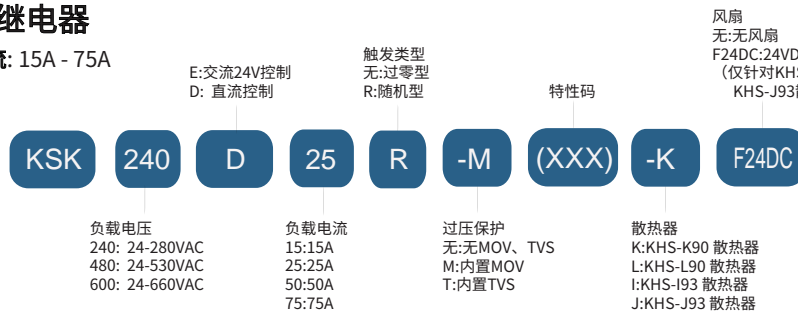 继电器
流: 15A - 75A
E:交流24V控制
D: 直流控制
触发类型
无:过零型
R:随机型
特性码
风扇
无:无风扇
F24DC:24VD
(仅针对KHS
KHS-J93散
KSK 240 D 25 R -M (XXX) -K F24DC
负载电压
240: 24-280VAC
480: 24-530VAC
600: 24-660VAC
负载电流
15:15A
25:25A
50:50A
75:75A
过压保护
无:无MOV、TVS
M:内置MOV
T:内置TVS
散热器
K:KHS-K90 散热器
L:KHS-L90 散热器
I:KHS-I93 散热器
J:KHS-J93 散热器